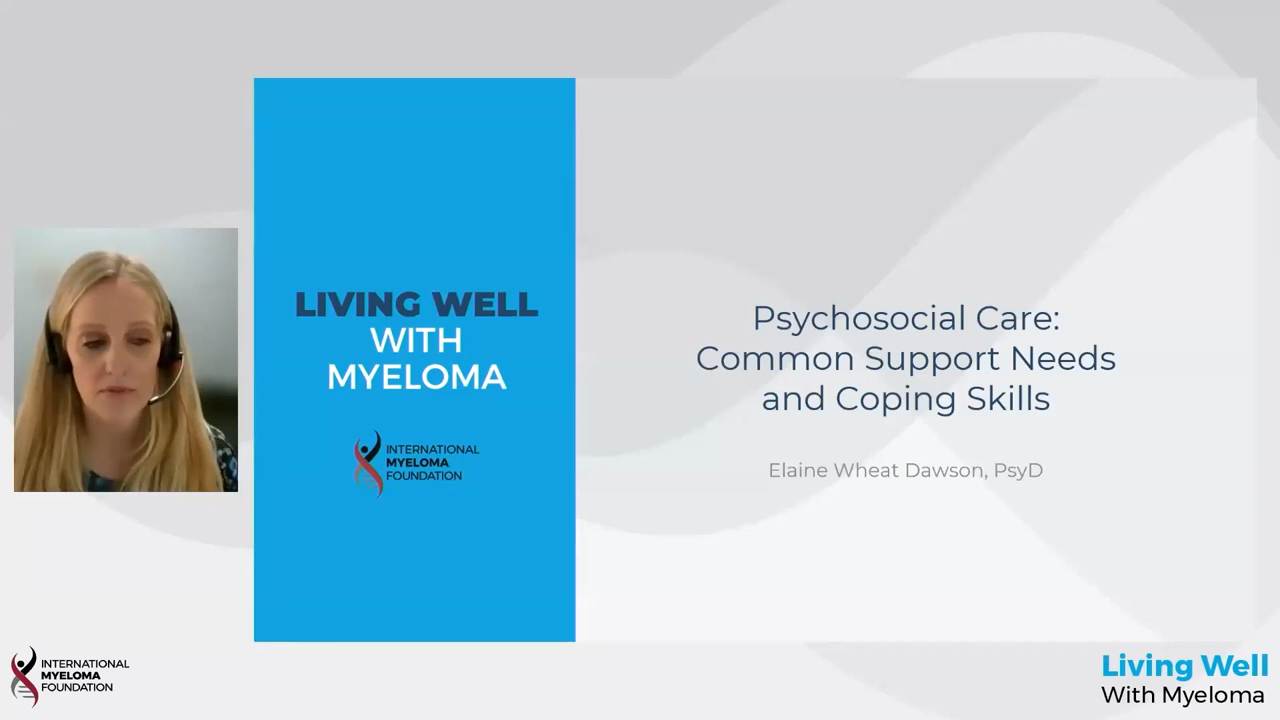 LIVING WELL
WITH
MYELOMA
INTERNATIONAL
MYELOMA
FOUNDATION
Psychosocial Care:
Common Support Needs
and Coping Skills
Elaine Wheat Dawson, PsyD
INTERNATIONAL
MYELOMA
FOUNDATION
Living Well
With Myeloma